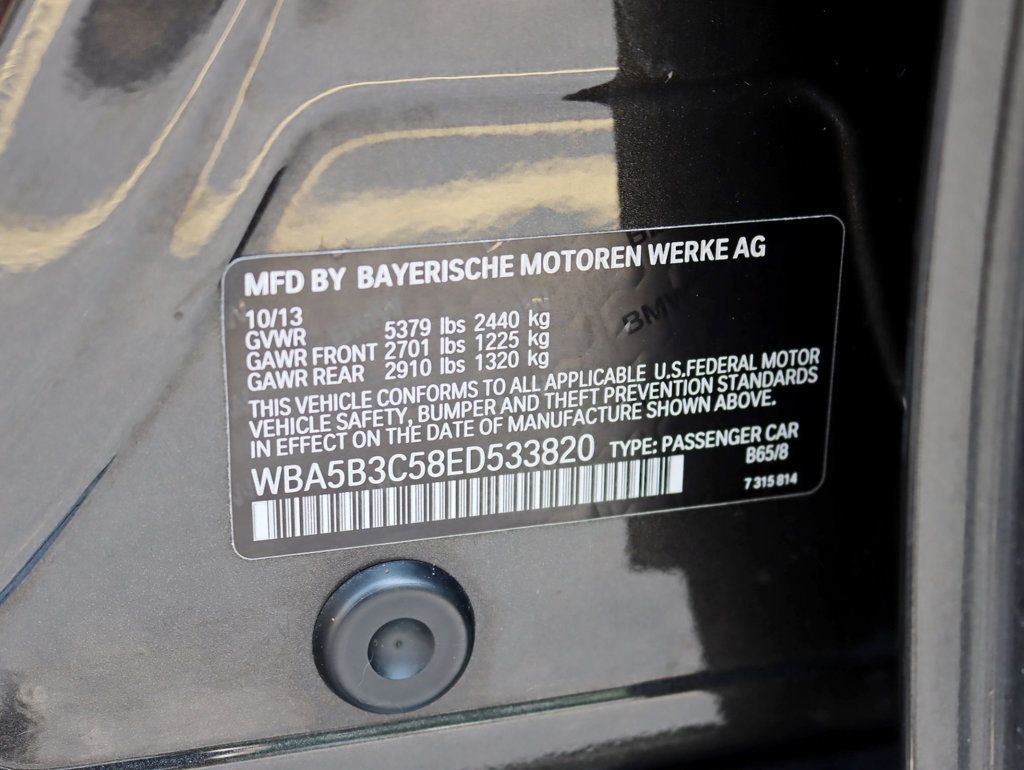 MFD BY BAYERISCHE MOTOREN WERKE AG
10/13
GVWR 5379 lbs 2440 kg
GAWR FRONT 2701 lbs 1225 kg
GAWR REAR 2910 lbs 1320 kg
THIS VEHICLE CONFORMS TO ALL APPLICABLE U.S.FEDERAL MOTOR
VEHICLE SAFETY, BUMPER AND THEFT PREVENTION STANDARDS
IN EFFECT ON THE DATE OF MANUFACTURE SHOWN ABOVE.
WBA5B3C58ED533820 TYPE: PASSENGER CAR
B65/8
7 315 814
BMW